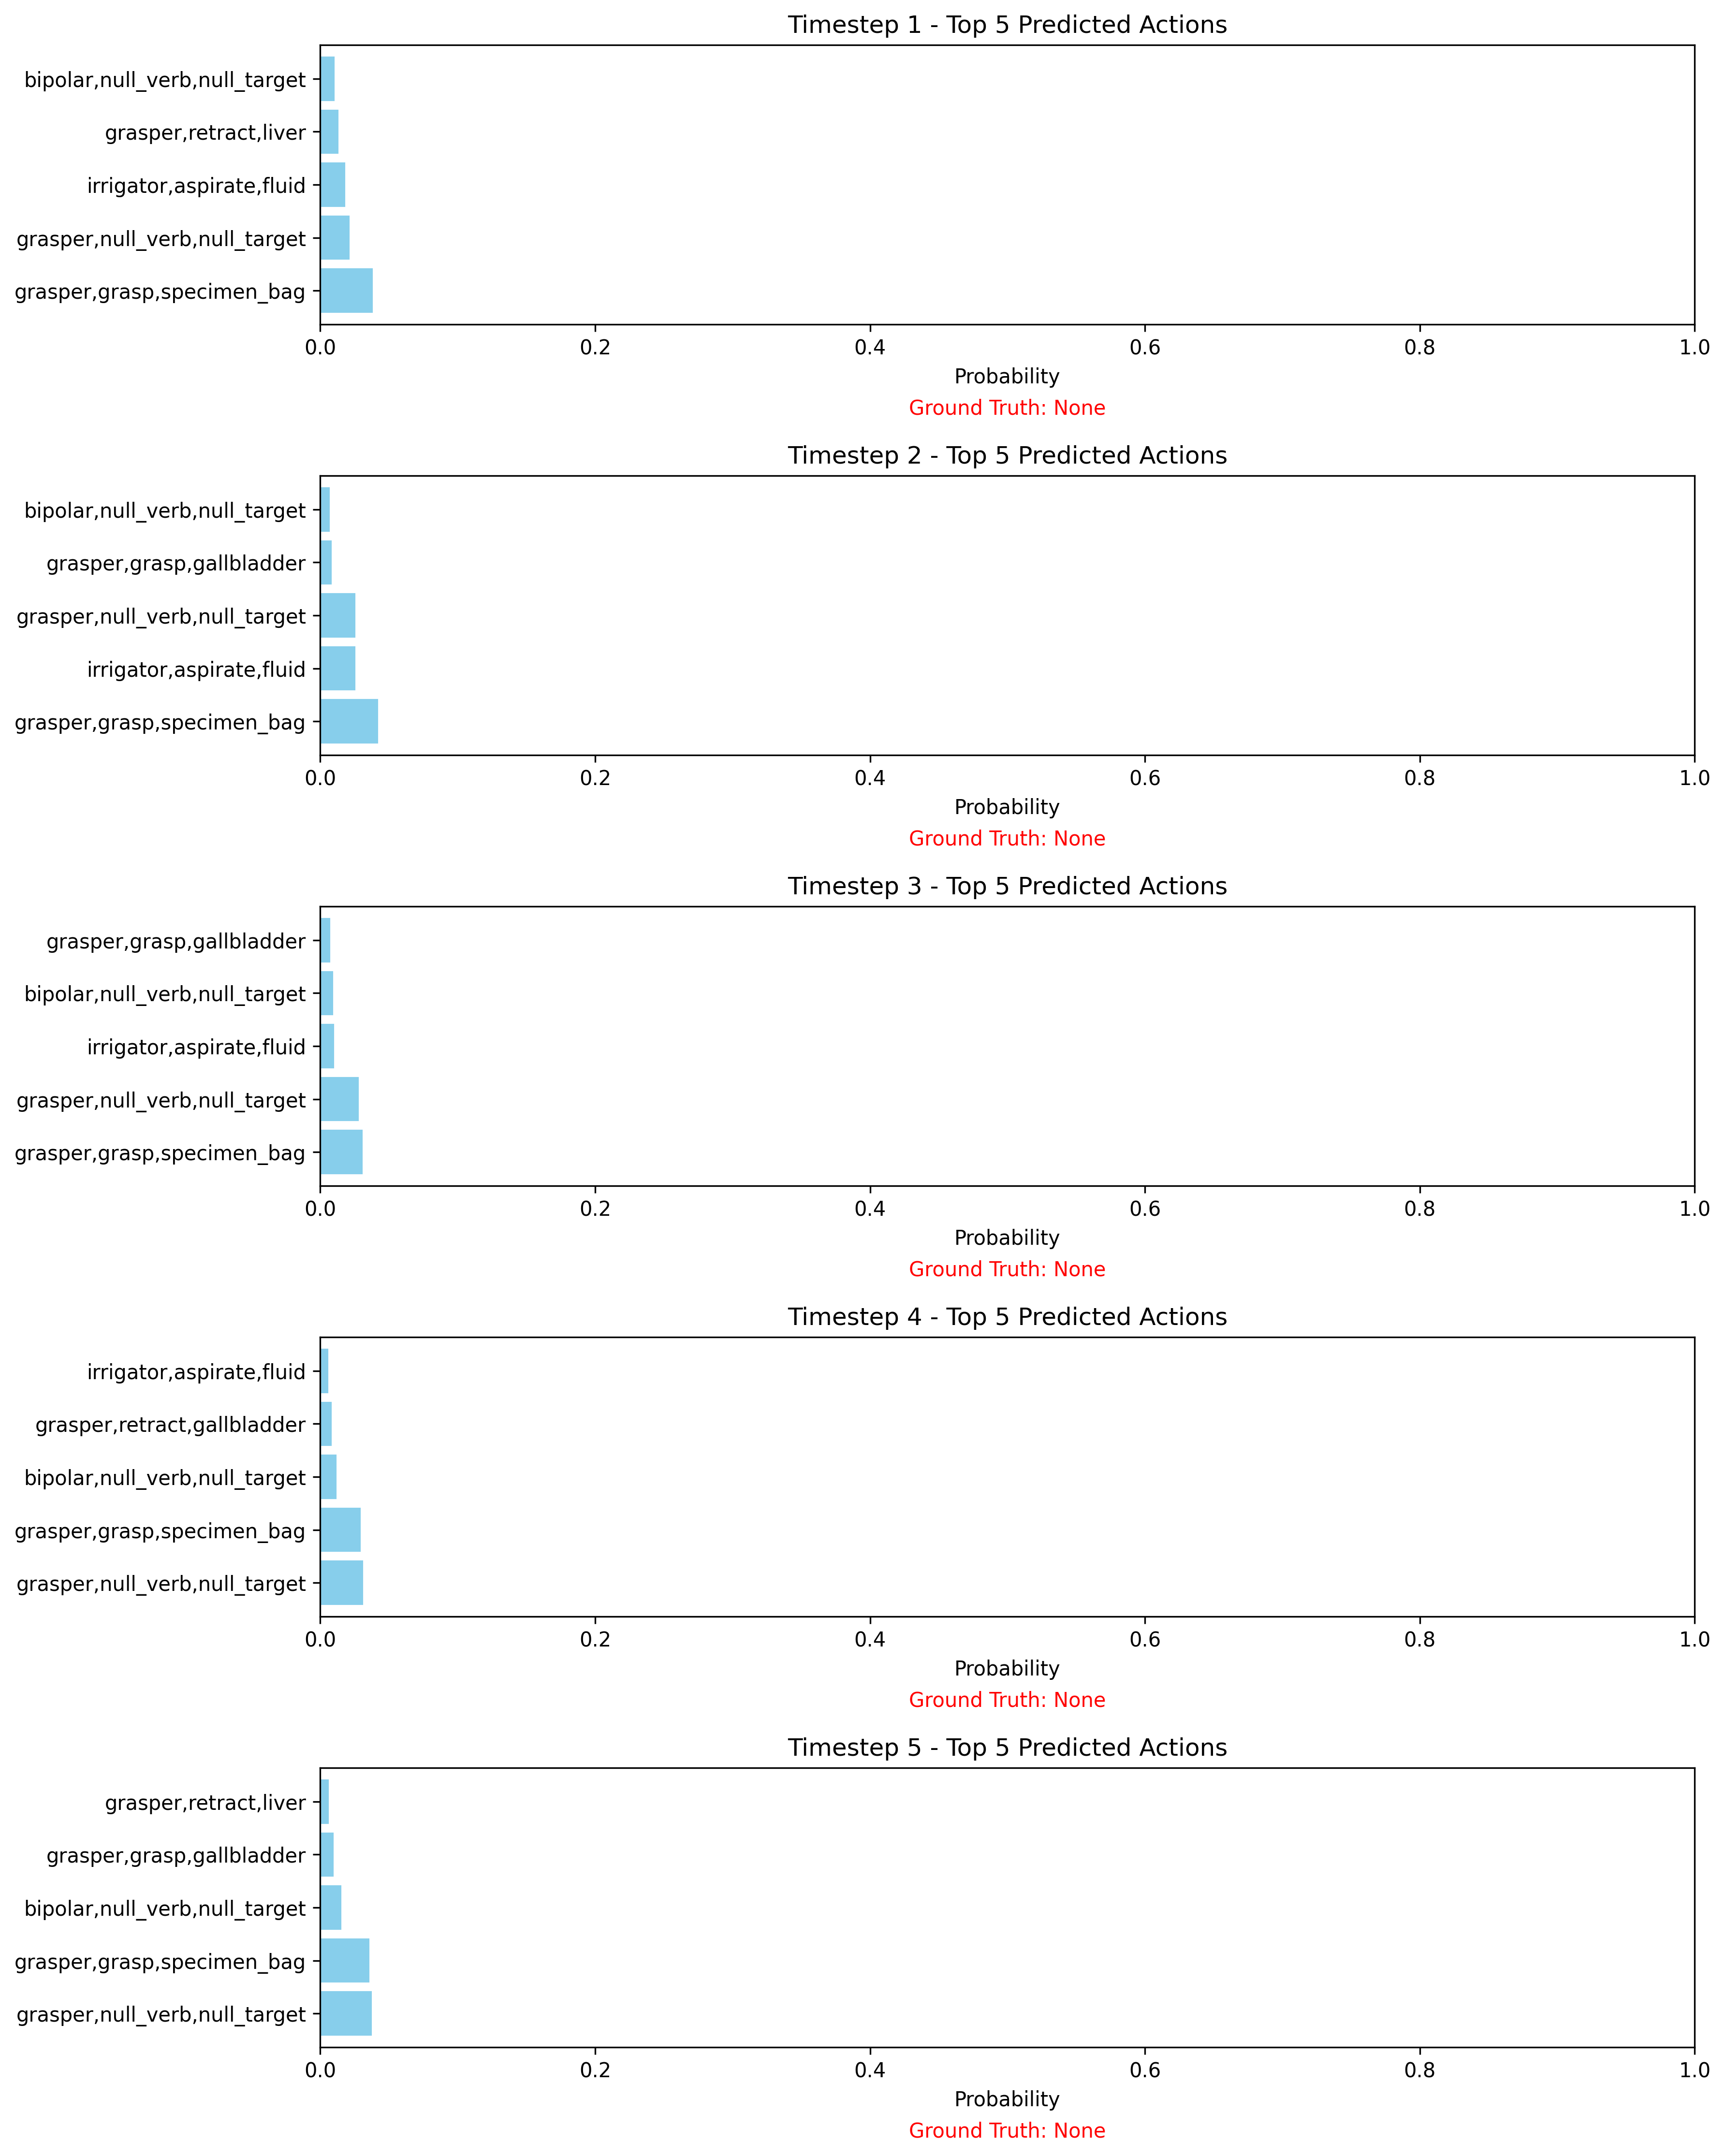 Timestep 1 - Top 5 Predicted Actions
bipolar,null_verb,null_target
grasper,retract,liver
irrigator,aspirate,fluid
grasper,null_verb,null_target
grasper,grasp,specimen_bag
0.0 0.2 0.4 0.6 0.8 1.0
Probability
Ground Truth: None
Timestep 2 - Top 5 Predicted Actions
bipolar,null_verb,null_target
grasper,grasp,gallbladder
grasper,null_verb,null_target
irrigator,aspirate,fluid
grasper,grasp,specimen_bag
0.0 0.2 0.4 0.6 0.8 1.0
Probability
Ground Truth: None
Timestep 3 - Top 5 Predicted Actions
grasper,grasp,gallbladder
bipolar,null_verb,null_target
irrigator,aspirate,fluid
grasper,null_verb,null_target
grasper,grasp,specimen_bag
0.0 0.2 0.4 0.6 0.8 1.0
Probability
Ground Truth: None
Timestep 4 - Top 5 Predicted Actions
irrigator,aspirate,fluid
grasper,retract,gallbladder
bipolar,null_verb,null_target
grasper,grasp,specimen_bag
grasper,null_verb,null_target
0.0 0.2 0.4 0.6 0.8 1.0
Probability
Ground Truth: None
Timestep 5 - Top 5 Predicted Actions
grasper,retract,liver
grasper,grasp,gallbladder
bipolar,null_verb,null_target
grasper,grasp,specimen_bag
grasper,null_verb,null_target
0.0 0.2 0.4 0.6 0.8 1.0
Probability
Ground Truth: None